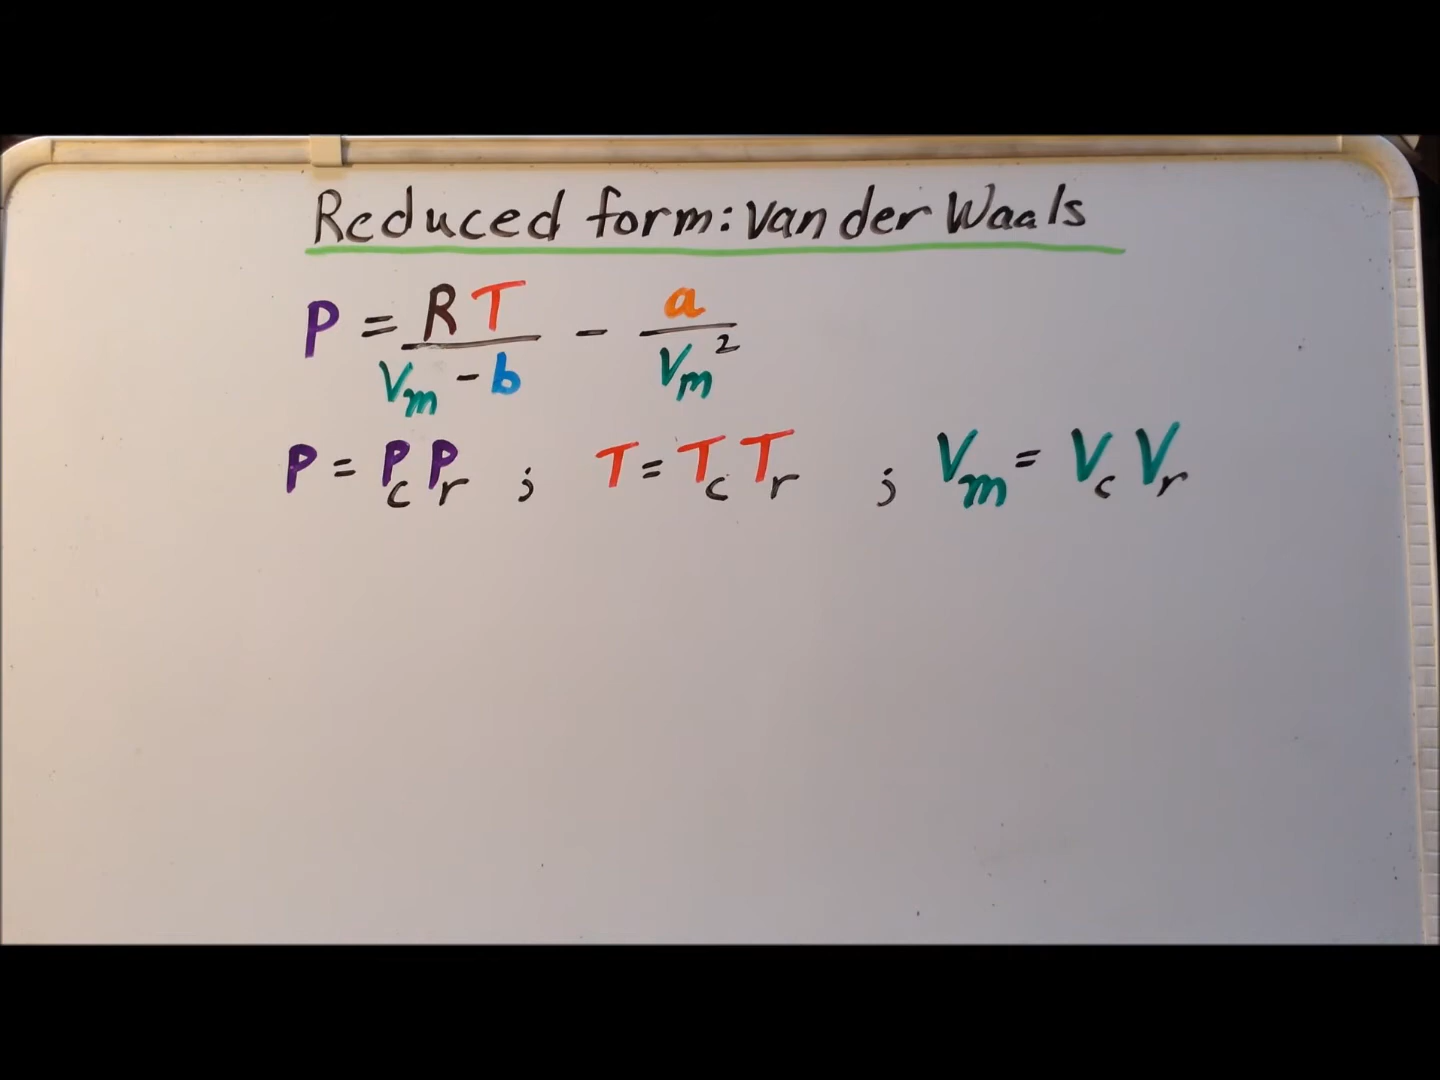 Reduced form: Van der Waals
P = RT / (Vm - b) - a / Vm²
P = Pc Pr ; T = Tc Tr ; Vm = Vc Vr